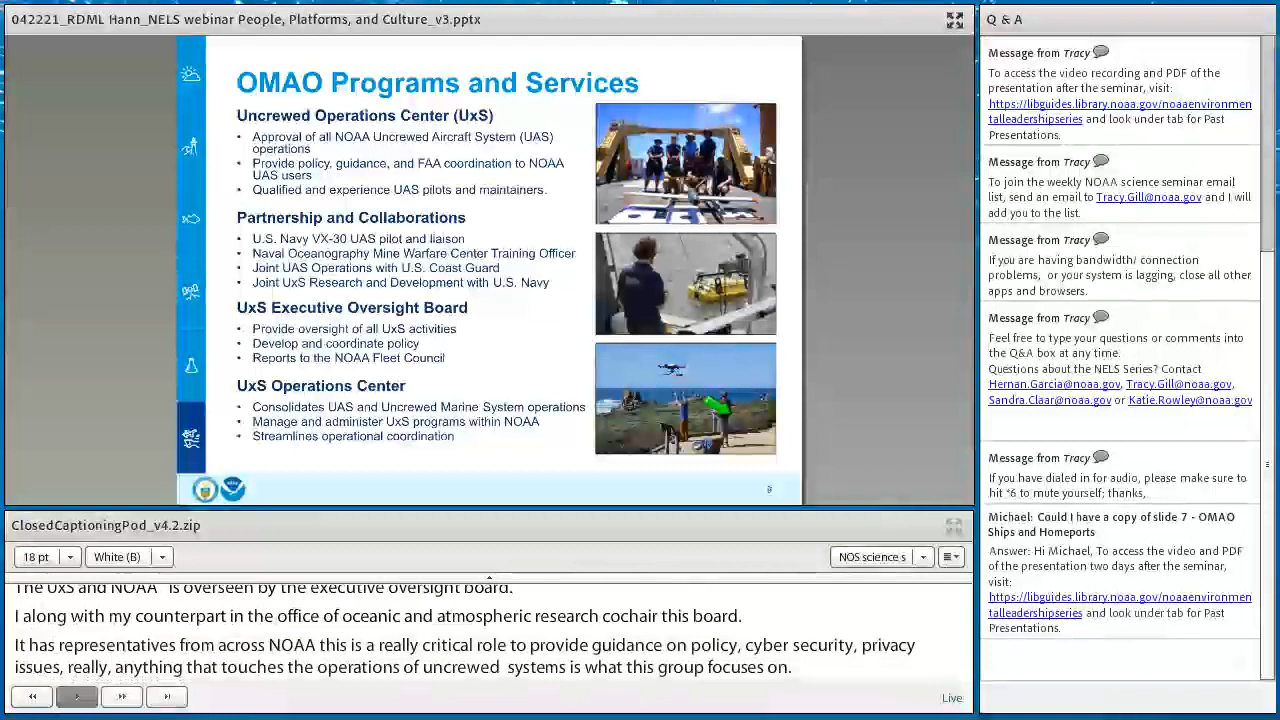 042221_RDML Hann_NELS webinar People, Platforms, and Culture_v3.pptx
OMAO Programs and Services
Uncrewed Operations Center (UxS)
• Approval of all NOAA Uncrewed Aircraft System (UAS)
operations
• Provide policy, guidance, and FAA coordination to NOAA
UAS users
• Qualified and experience UAS pilots and maintainers.
Partnership and Collaborations
• U.S. Navy VX-30 UAS pilot and liaison
• Naval Oceanography Mine Warfare Center Training Officer
• Joint UAS Operations with U.S. Coast Guard
• Joint UxS Research and Development with U.S. Navy
UxS Executive Oversight Board
• Provide oversight of all UxS activities
• Develop and coordinate policy
• Reports to the NOAA Fleet Council
UxS Operations Center
• Consolidates UAS and Uncrewed Marine System operations
• Manage and administer UxS programs within NOAA
• Streamlines operational coordination
ClosedCaptioningPod_v4.2.zip
18 pt
White (B)
NOS science s
The UxS and NOAA is overseen by the executive oversight board.
I along with my counterpart in the office of oceanic and atmospheric research cochair this board.
It has representatives from across NOAA this is a really critical role to provide guidance on policy, cyber security, privacy
issues, really, anything that touches the operations of uncrewed systems is what this group focuses on.
Live
Q & A
Message from Tracy
To access the video recording and PDF of the
presentation after the seminar, visit:
https://libguides.library.noaa.gov/noaaenvironmen
talleadershipseries and look under tab for Past
Presentations.
Message from Tracy
To join the weekly NOAA science seminar email
list, send an email to Tracy.Gill@noaa.gov and I will
add you to the list.
Message from Tracy
If you are having bandwidth/ connection
problems, or your system is lagging, close all other
apps and browsers.
Message from Tracy
Feel free to type your questions or comments into
the Q&A box at any time.
Questions about the NELS Series? Contact
Hernan.Garcia@noaa.gov, Tracy.Gill@noaa.gov,
Sandra.Claar@noaa.gov or Katie.Rowley@noaa.gov
Message from Tracy
If you have dialed in for audio, please make sure to
hit *6 to mute yourself; thanks,
Michael: Could I have a copy of slide 7 - OMAO
Ships and Homeports
Answer: Hi Michael, To access the video and PDF
of the presentation two days after the seminar,
visit:
https://libguides.library.noaa.gov/noaaenvironmen
talleadershipseries and look under tab for Past
Presentations.